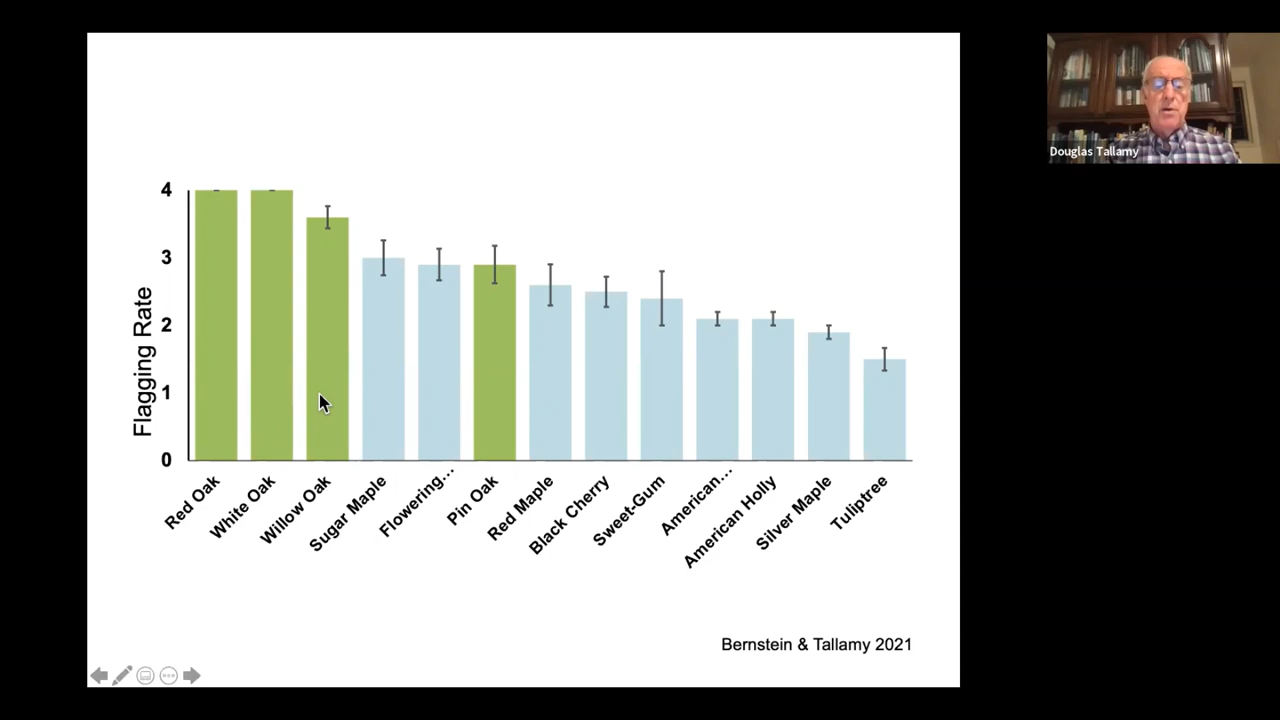 Douglas Tallamy
4
3
2
1
0
Flagging Rate
Red Oak
White Oak
Willow Oak
Sugar Maple
Flowering...
Pin Oak
Red Maple
Black Cherry
Sweet-Gum
American...
American Holly
Silver Maple
Tuliptree
Bernstein & Tallamy 2021